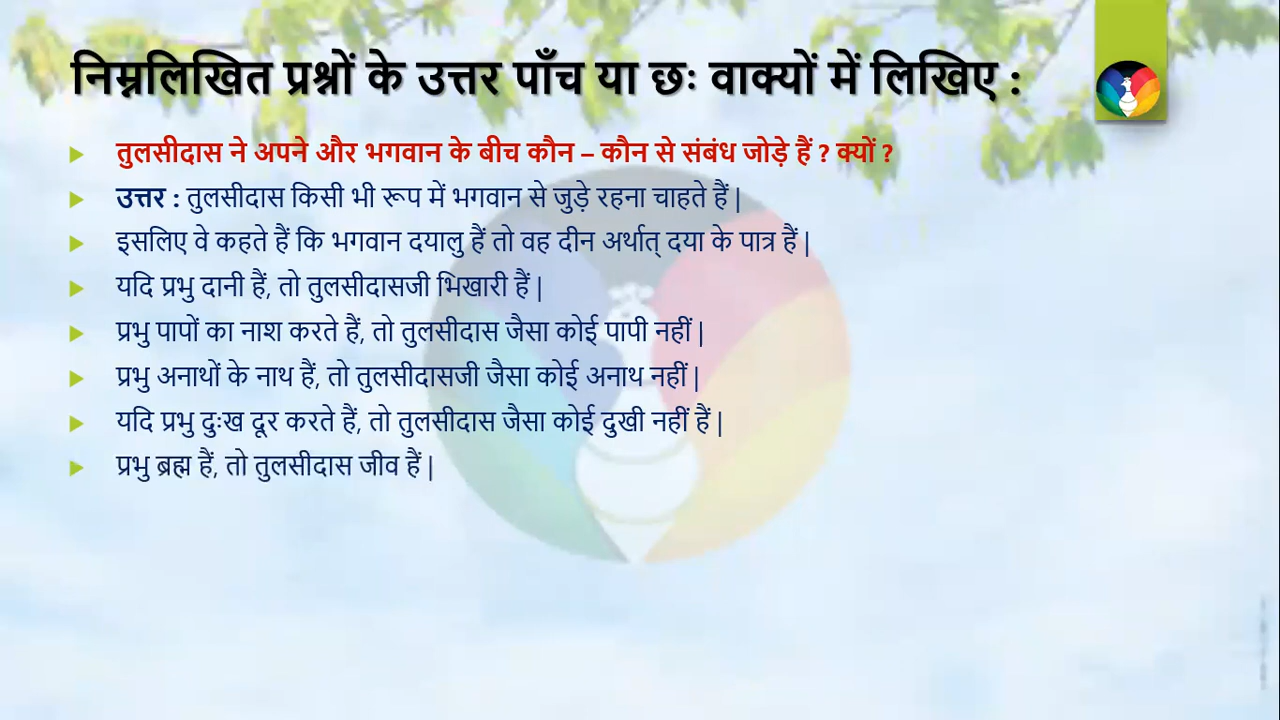 निम्नलिखित प्रश्नों के उत्तर पाँच या छः वाक्यों में लिखिए :
तुलसीदास ने अपने और भगवान के बीच कौन – कौन से संबंध जोड़े हैं ? क्यों ?
उत्तर : तुलसीदास किसी भी रूप में भगवान से जुड़े रहना चाहते हैं |
इसलिए वे कहते हैं कि भगवान दयालु हैं तो वह दीन अर्थात् दया के पात्र हैं |
यदि प्रभु दानी हैं, तो तुलसीदासजी भिखारी हैं |
प्रभु पापों का नाश करते हैं, तो तुलसीदास जैसा कोई पापी नहीं |
प्रभु अनाथों के नाथ हैं, तो तुलसीदासजी जैसा कोई अनाथ नहीं |
यदि प्रभु दुःख दूर करते हैं, तो तुलसीदास जैसा कोई दुखी नहीं हैं |
प्रभु ब्रह्म हैं, तो तुलसीदास जीव हैं |